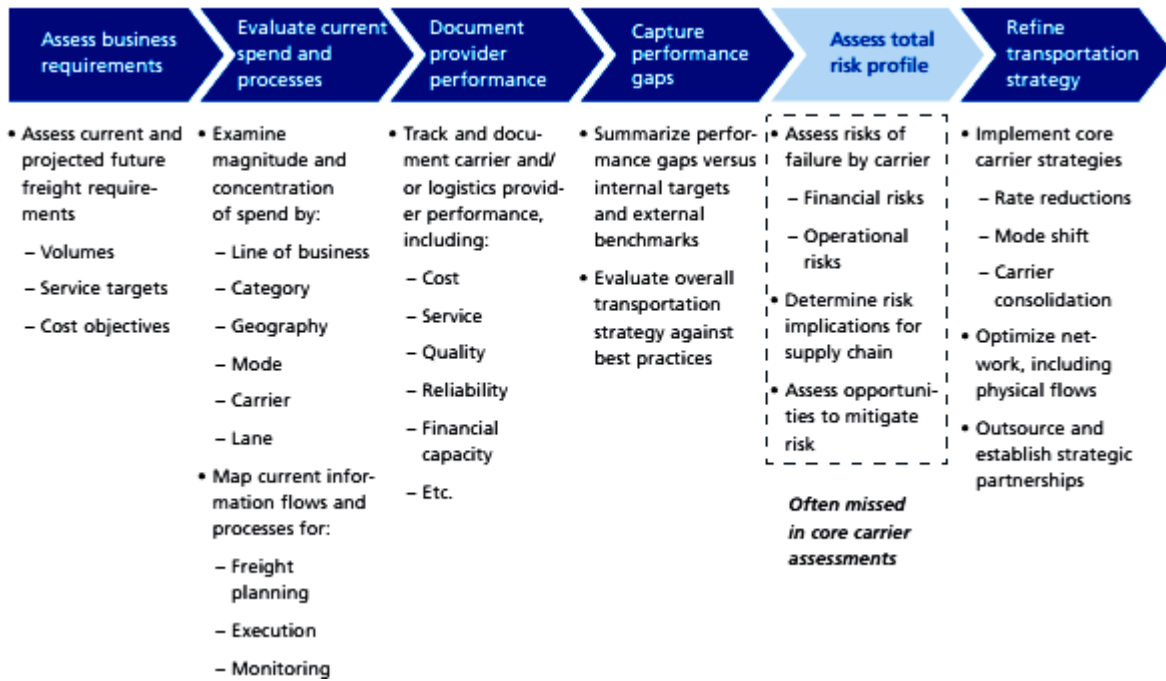 Assess business
requirements
Evaluate current
spend and
processes
Document
provider
performance
Capture
performance
gaps
Assess total
risk profile
Refine
transportation
strategy
• Assess current and
projected future
freight require-
ments
– Volumes
– Service targets
– Cost objectives
• Examine
magnitude and
concentration
of spend by:
– Line of business
– Category
– Geography
– Mode
– Carrier
– Lane
• Map current infor-
mation flows and
processes for:
– Freight
planning
– Execution
– Monitoring
• Track and docu-
ment carrier and/
or logistics provid-
er performance,
including:
– Cost
– Service
– Quality
– Reliability
– Financial
capacity
– Etc.
• Summarize perfor-
mance gaps versus
internal targets
and external
benchmarks
• Evaluate overall
transportation
strategy against
best practices
• Assess risks of
failure by carrier
– Financial risks
– Operational
risks
• Determine risk
implications for
supply chain
• Assess opportuni-
ties to mitigate
risk
Often missed
in core carrier
assessments
• Implement core
carrier strategies
– Rate reductions
– Mode shift
– Carrier
consolidation
• Optimize net-
work, including
physical flows
• Outsource and
establish strategic
partnerships